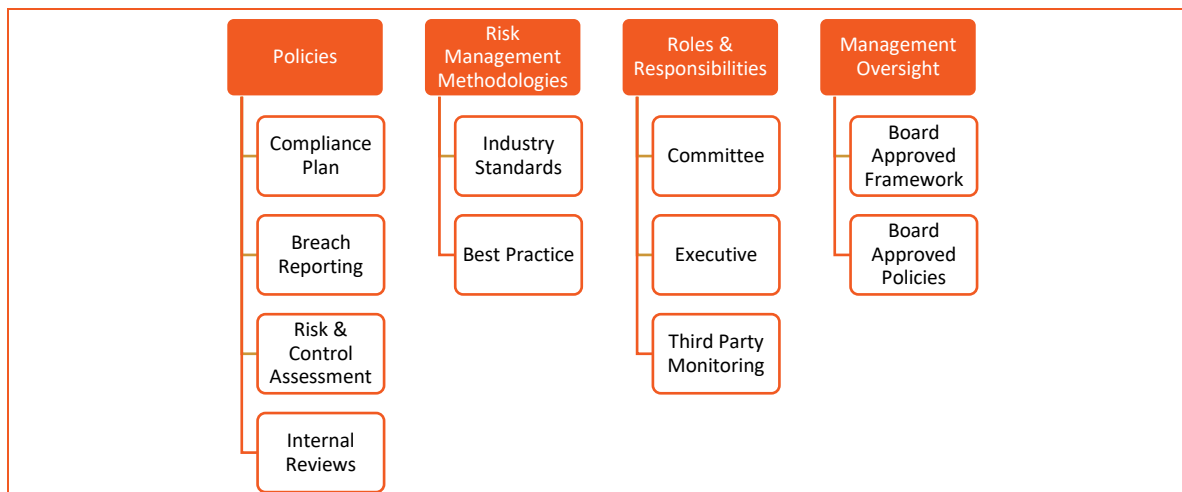 Policies
Compliance
Plan
Breach
Reporting
Risk &
Control
Assessment
Internal
Reviews
Risk
Management
Methodologies
Industry
Standards
Best Practice
Roles &
Responsibilities
Committee
Executive
Third Party
Monitoring
Management
Oversight
Board
Approved
Framework
Board
Approved
Policies